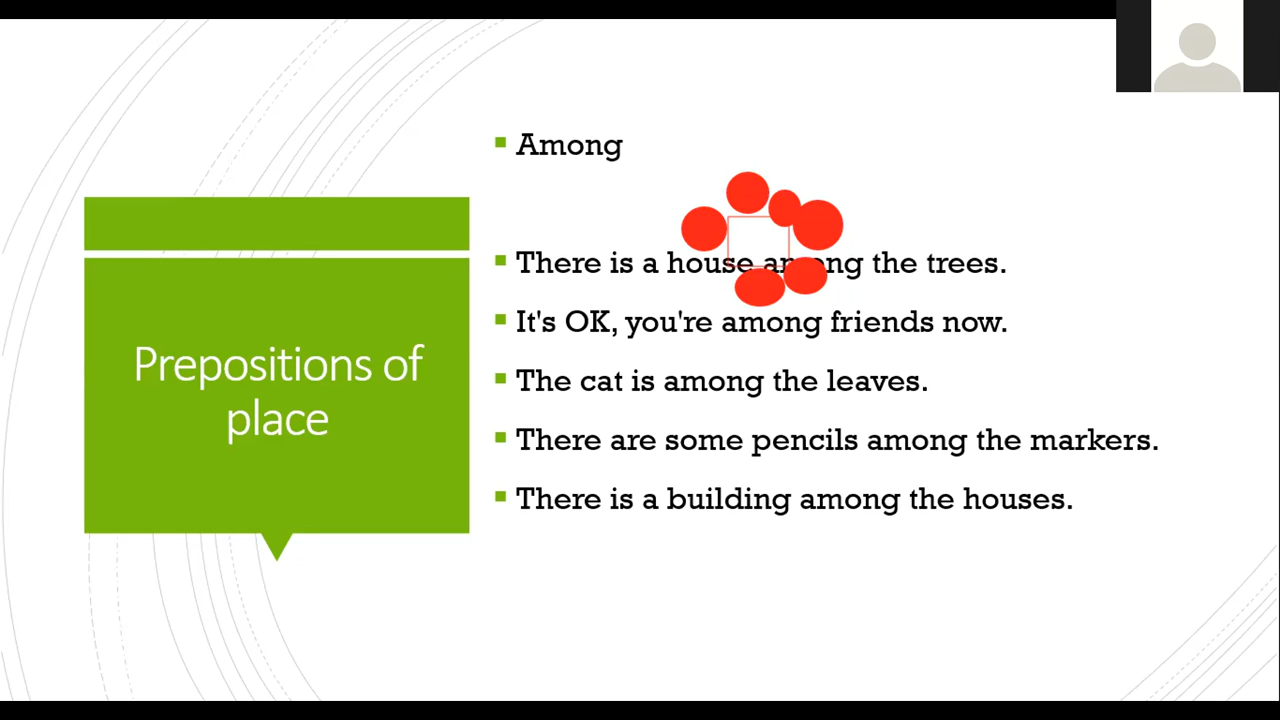 Prepositions of
place
Among
There is a house among the trees.
It's OK, you're among friends now.
The cat is among the leaves.
There are some pencils among the markers.
There is a building among the houses.